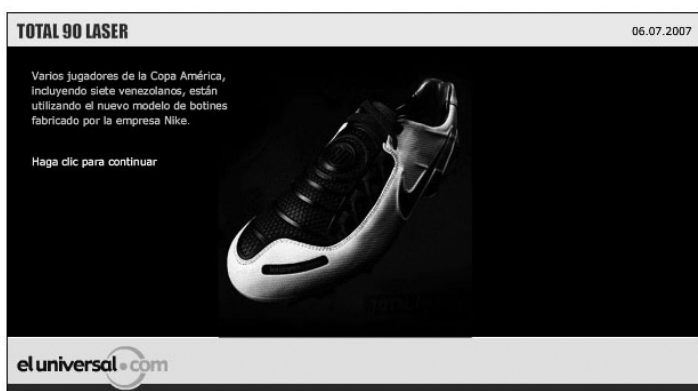 TOTAL 90 LASER
06.07.2007
Varios jugadores de la Copa América,
incluyendo siete venezolanos, están
utilizando el nuevo modelo de botines
fabricado por la empresa Nike.
Haga clic para continuar
eluniversal.com